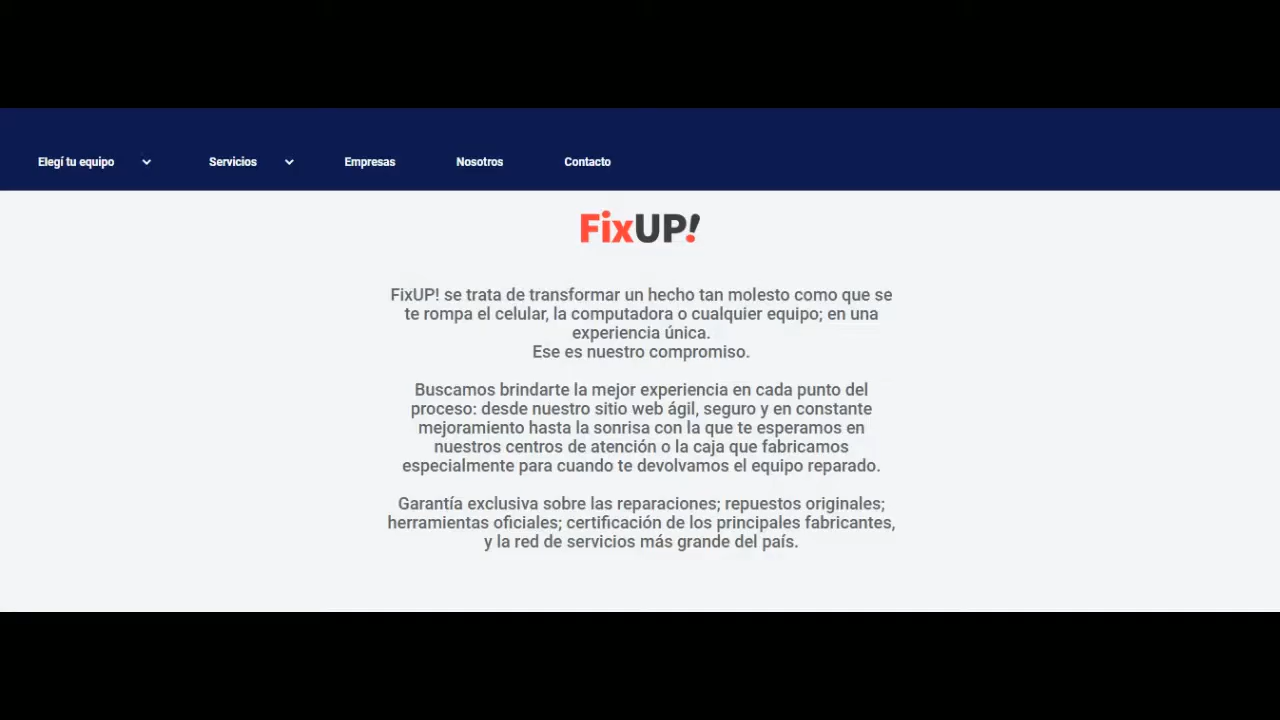 Elegí tu equipo Servicios Empresas Nosotros Contacto
FixUP!
FixUP! se trata de transformar un hecho tan molesto como que se
te rompa el celular, la computadora o cualquier equipo; en una
experiencia única.
Ese es nuestro compromiso.
Buscamos brindarte la mejor experiencia en cada punto del
proceso: desde nuestro sitio web ágil, seguro y en constante
mejoramiento hasta la sonrisa con la que te esperamos en
nuestros centros de atención o la caja que fabricamos
especialmente para cuando te devolvamos el equipo reparado.
Garantía exclusiva sobre las reparaciones; repuestos originales;
herramientas oficiales; certificación de los principales fabricantes,
y la red de servicios más grande del país.